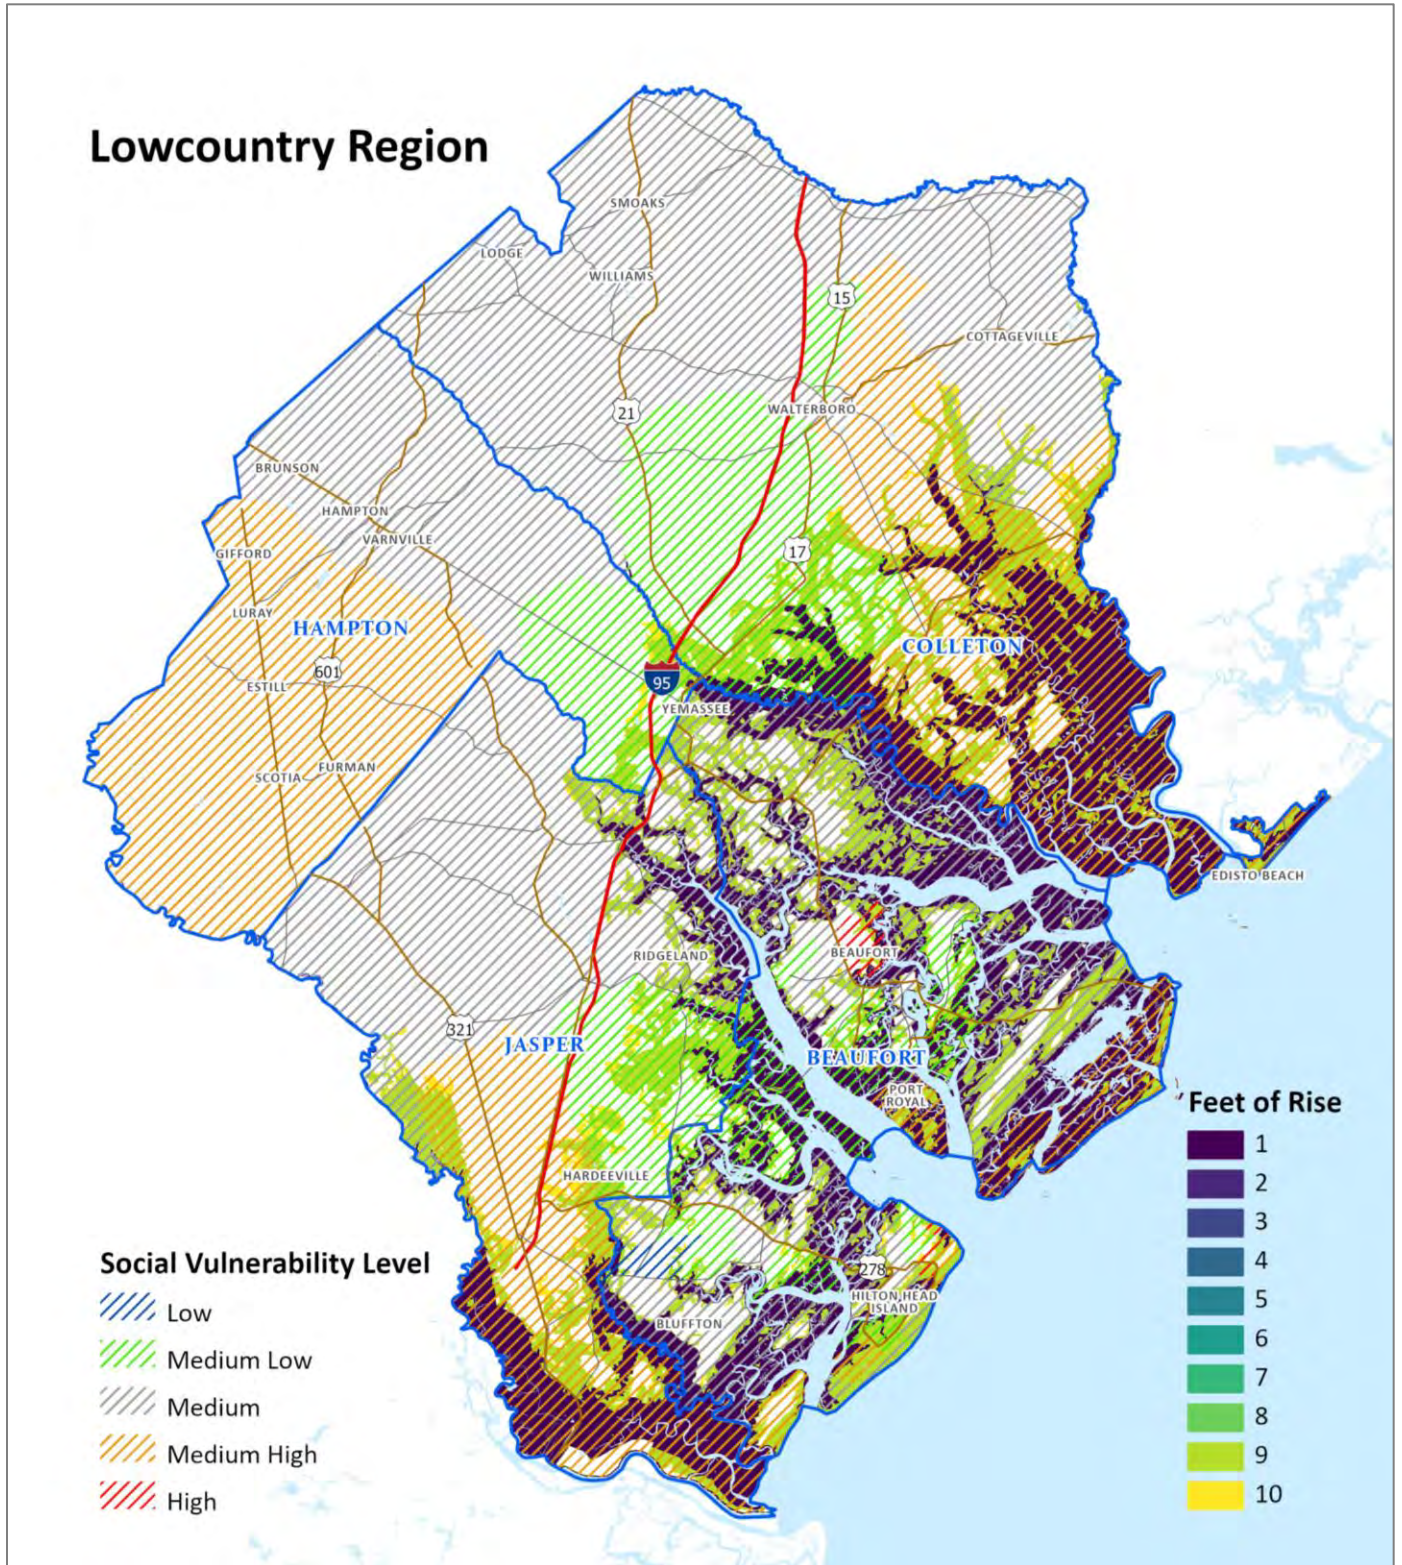 Lowcountry Region
SMOAKS
LODGE
WILLIAMS
15
COTTAGEVILLE
21
WALTERBORO
BRUNSON
HAMPTON
VARNVILLE
GIFFORD
17
LURAY
HAMPTON
COLLETON
601
ESTILL
95
YEMASSEE
SCOTIA
FURMAN
EDISTO BEACH
RIDGELAND
BEAUFORT
321
JASPER
BEAUFORT
PORT
ROYAL
HARDEEVILLE
278
HILTON HEAD
ISLAND
BLUFFTON
Social Vulnerability Level
Low
Medium Low
Medium
Medium High
High
Feet of Rise
1
2
3
4
5
6
7
8
9
10